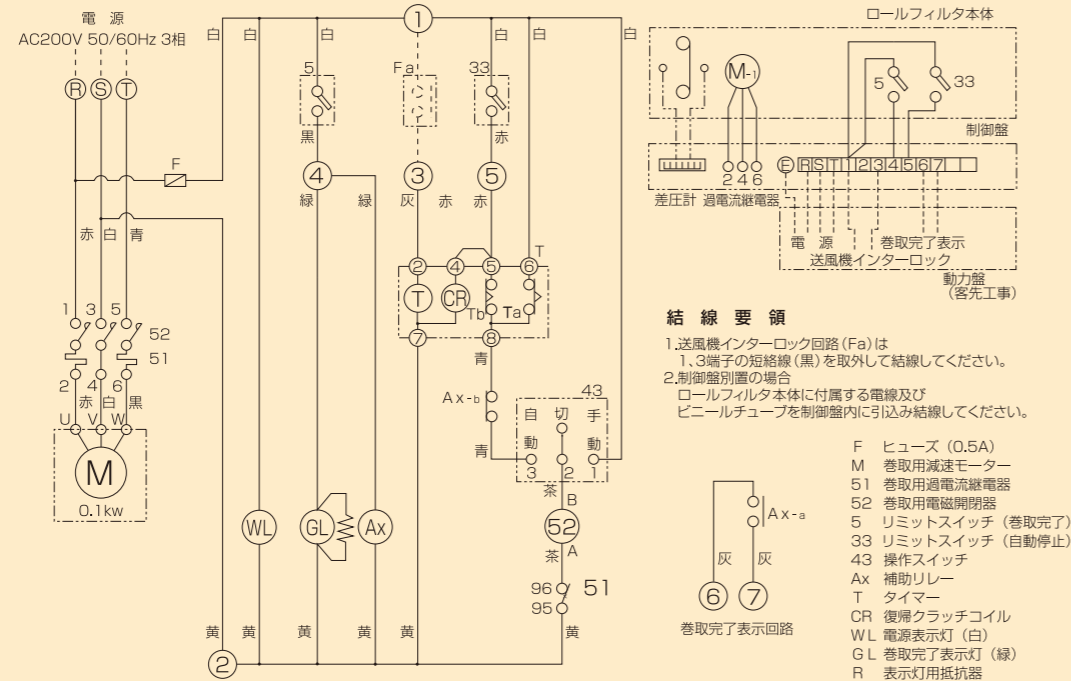 電 源
AC200V 50/60Hz 3相
R S T
F
赤 白 青
1 3 5
52
51
2 4 6
赤 白 黒
U V W
M
0.1kw
白 白 白 白 白 白
1
5
Fa
33
黒
赤
4
3
5
緑 緑 灰 赤 赤
T
2 4 5 6
T CR Tb Ta
7 8
青
Ax-b
43
自 切 手
動 動
3 2 1
青
茶 B
WL GL Ax 52
茶 A
96 51
95
黄 黄 黄 黄 黄
2
ロールフィルタ本体
M-1
5
33
制御盤
2 4 6
E R S T 1 2 3 4 5 6 7
差圧計 過電流継電器
電 源 巻取完了表示
送風機インターロック
動力盤
(客先工事)
結 線 要 領
1.送風機インターロック回路(Fa)は
1、3端子の短絡線(黒)を取外して結線してください。
2.制御盤別置の場合
ロールフィルタ本体に付属する電線及び
ビニールチューブを制御盤内に引込み結線してください。
Ax-a
灰 灰
6 7
巻取完了表示回路
F ヒューズ(0.5A)
M 巻取用減速モーター
51 巻取用過電流継電器
52 巻取用電磁開閉器
5 リミットスイッチ(巻取完了)
33 リミットスイッチ(自動停止)
43 操作スイッチ
Ax 補助リレー
T タイマー
CR 復帰クラッチコイル
WL 電源表示灯(白)
GL 巻取完了表示灯(緑)
R 表示灯用抵抗器